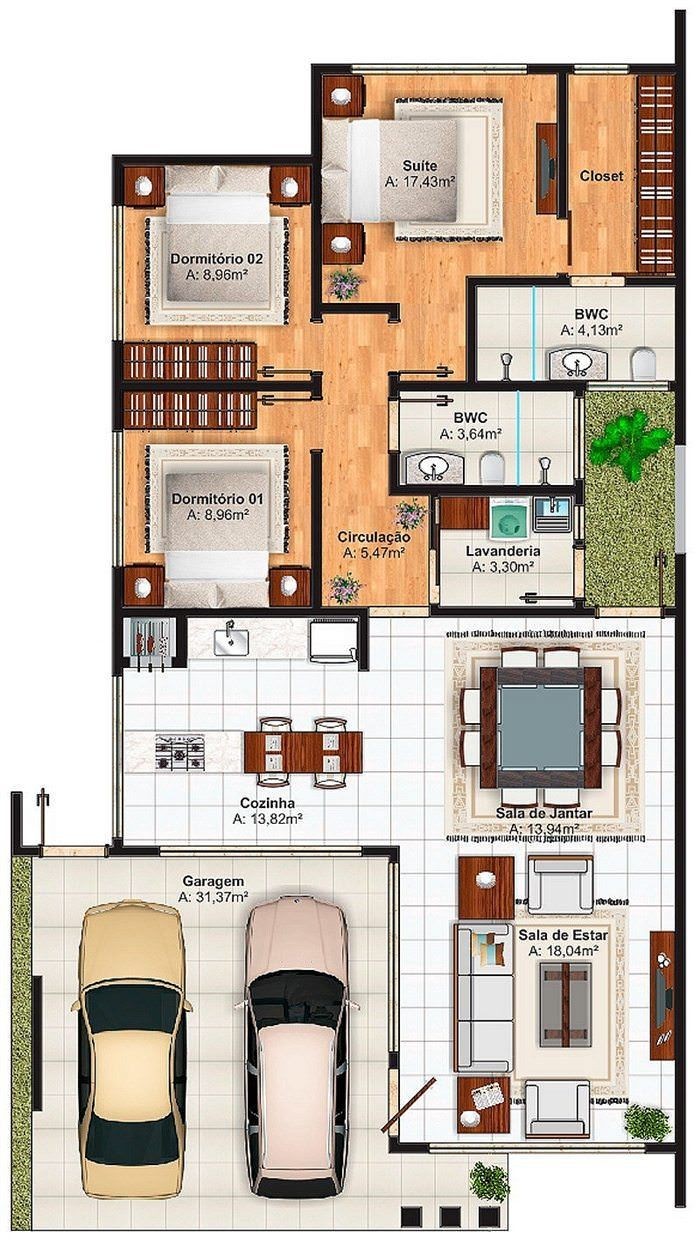 Suíte
A: 17,43m²
Closet
Dormitório 02
A: 8,96m²
BWC
A: 4,13m²
BWC
A: 3,64m²
Dormitório 01
A: 8,96m²
Circulação
A: 5,47m²
Lavanderia
A: 3,30m²
Cozinha
A: 13,82m²
Sala de Jantar
A: 13,94m²
Garagem
A: 31,37m²
Sala de Estar
A: 18,04m²